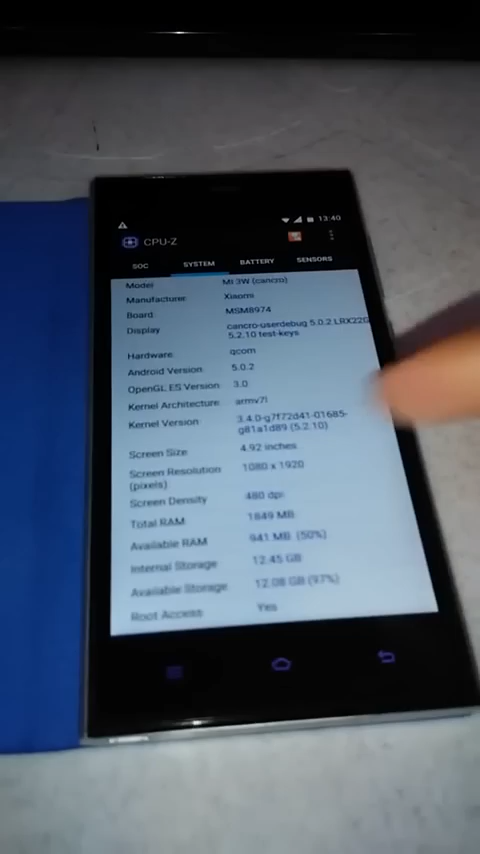 13:40
CPU-Z
SOC SYSTEM BATTERY SENSORS
Model MI 3W (cancro)
Manufacturer Xiaomi
Board MSM8974
Display cancro-userdebug 5.0.2 LRX22G
5.2.10 test-keys
Hardware qcom
Android Version 5.0.2
OpenGL ES Version 3.0
Kernel Architecture armv7l
Kernel Version 3.4.0-g7f72d41-01685-
g81a1d89 (5.2.10)
Screen Size 4.92 inches
Screen Resolution 1080 x 1920
(pixels)
Screen Density 480 dpi
Total RAM 1849 MB
Available RAM 941 MB (50%)
Internal Storage 12.45 GB
Available Storage 12.08 GB (97%)
Root Access Yes